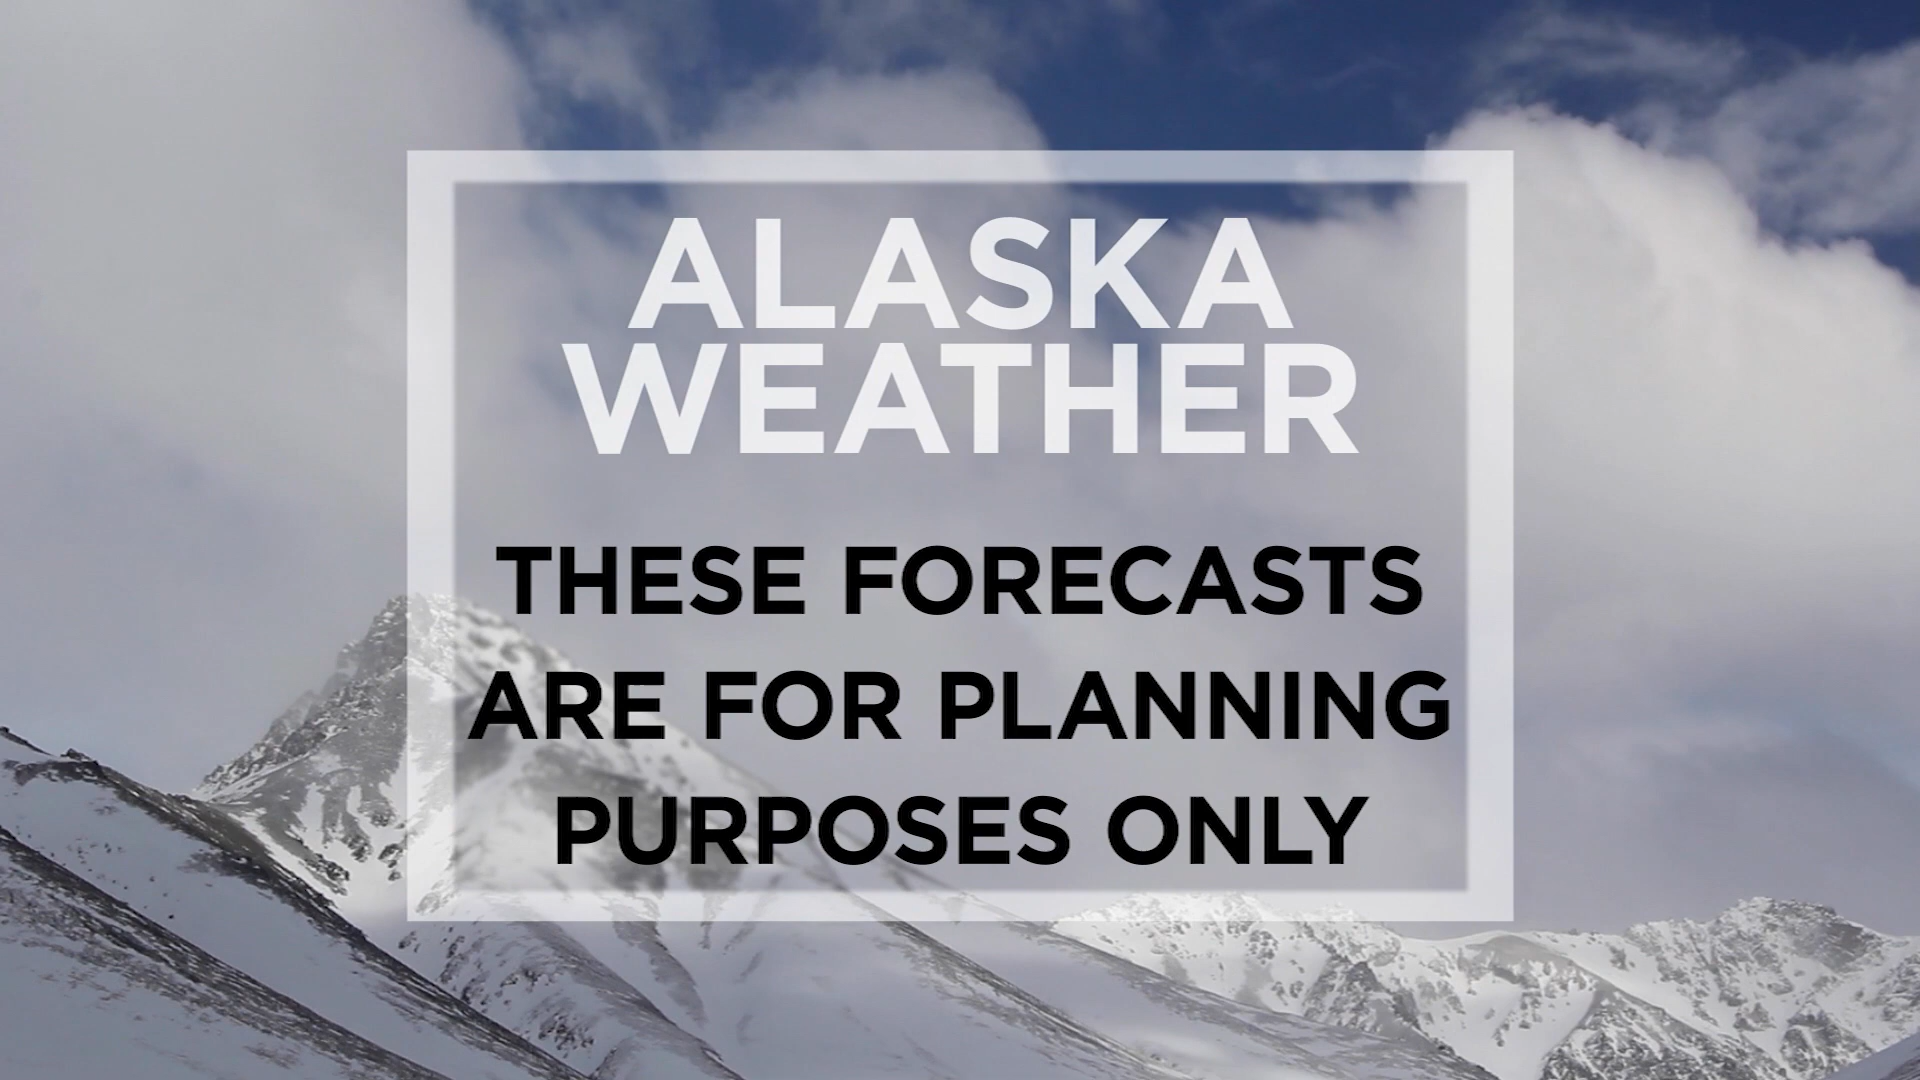 ALASKA
WEATHER
THESE FORECASTS
ARE FOR PLANNING
PURPOSES ONLY